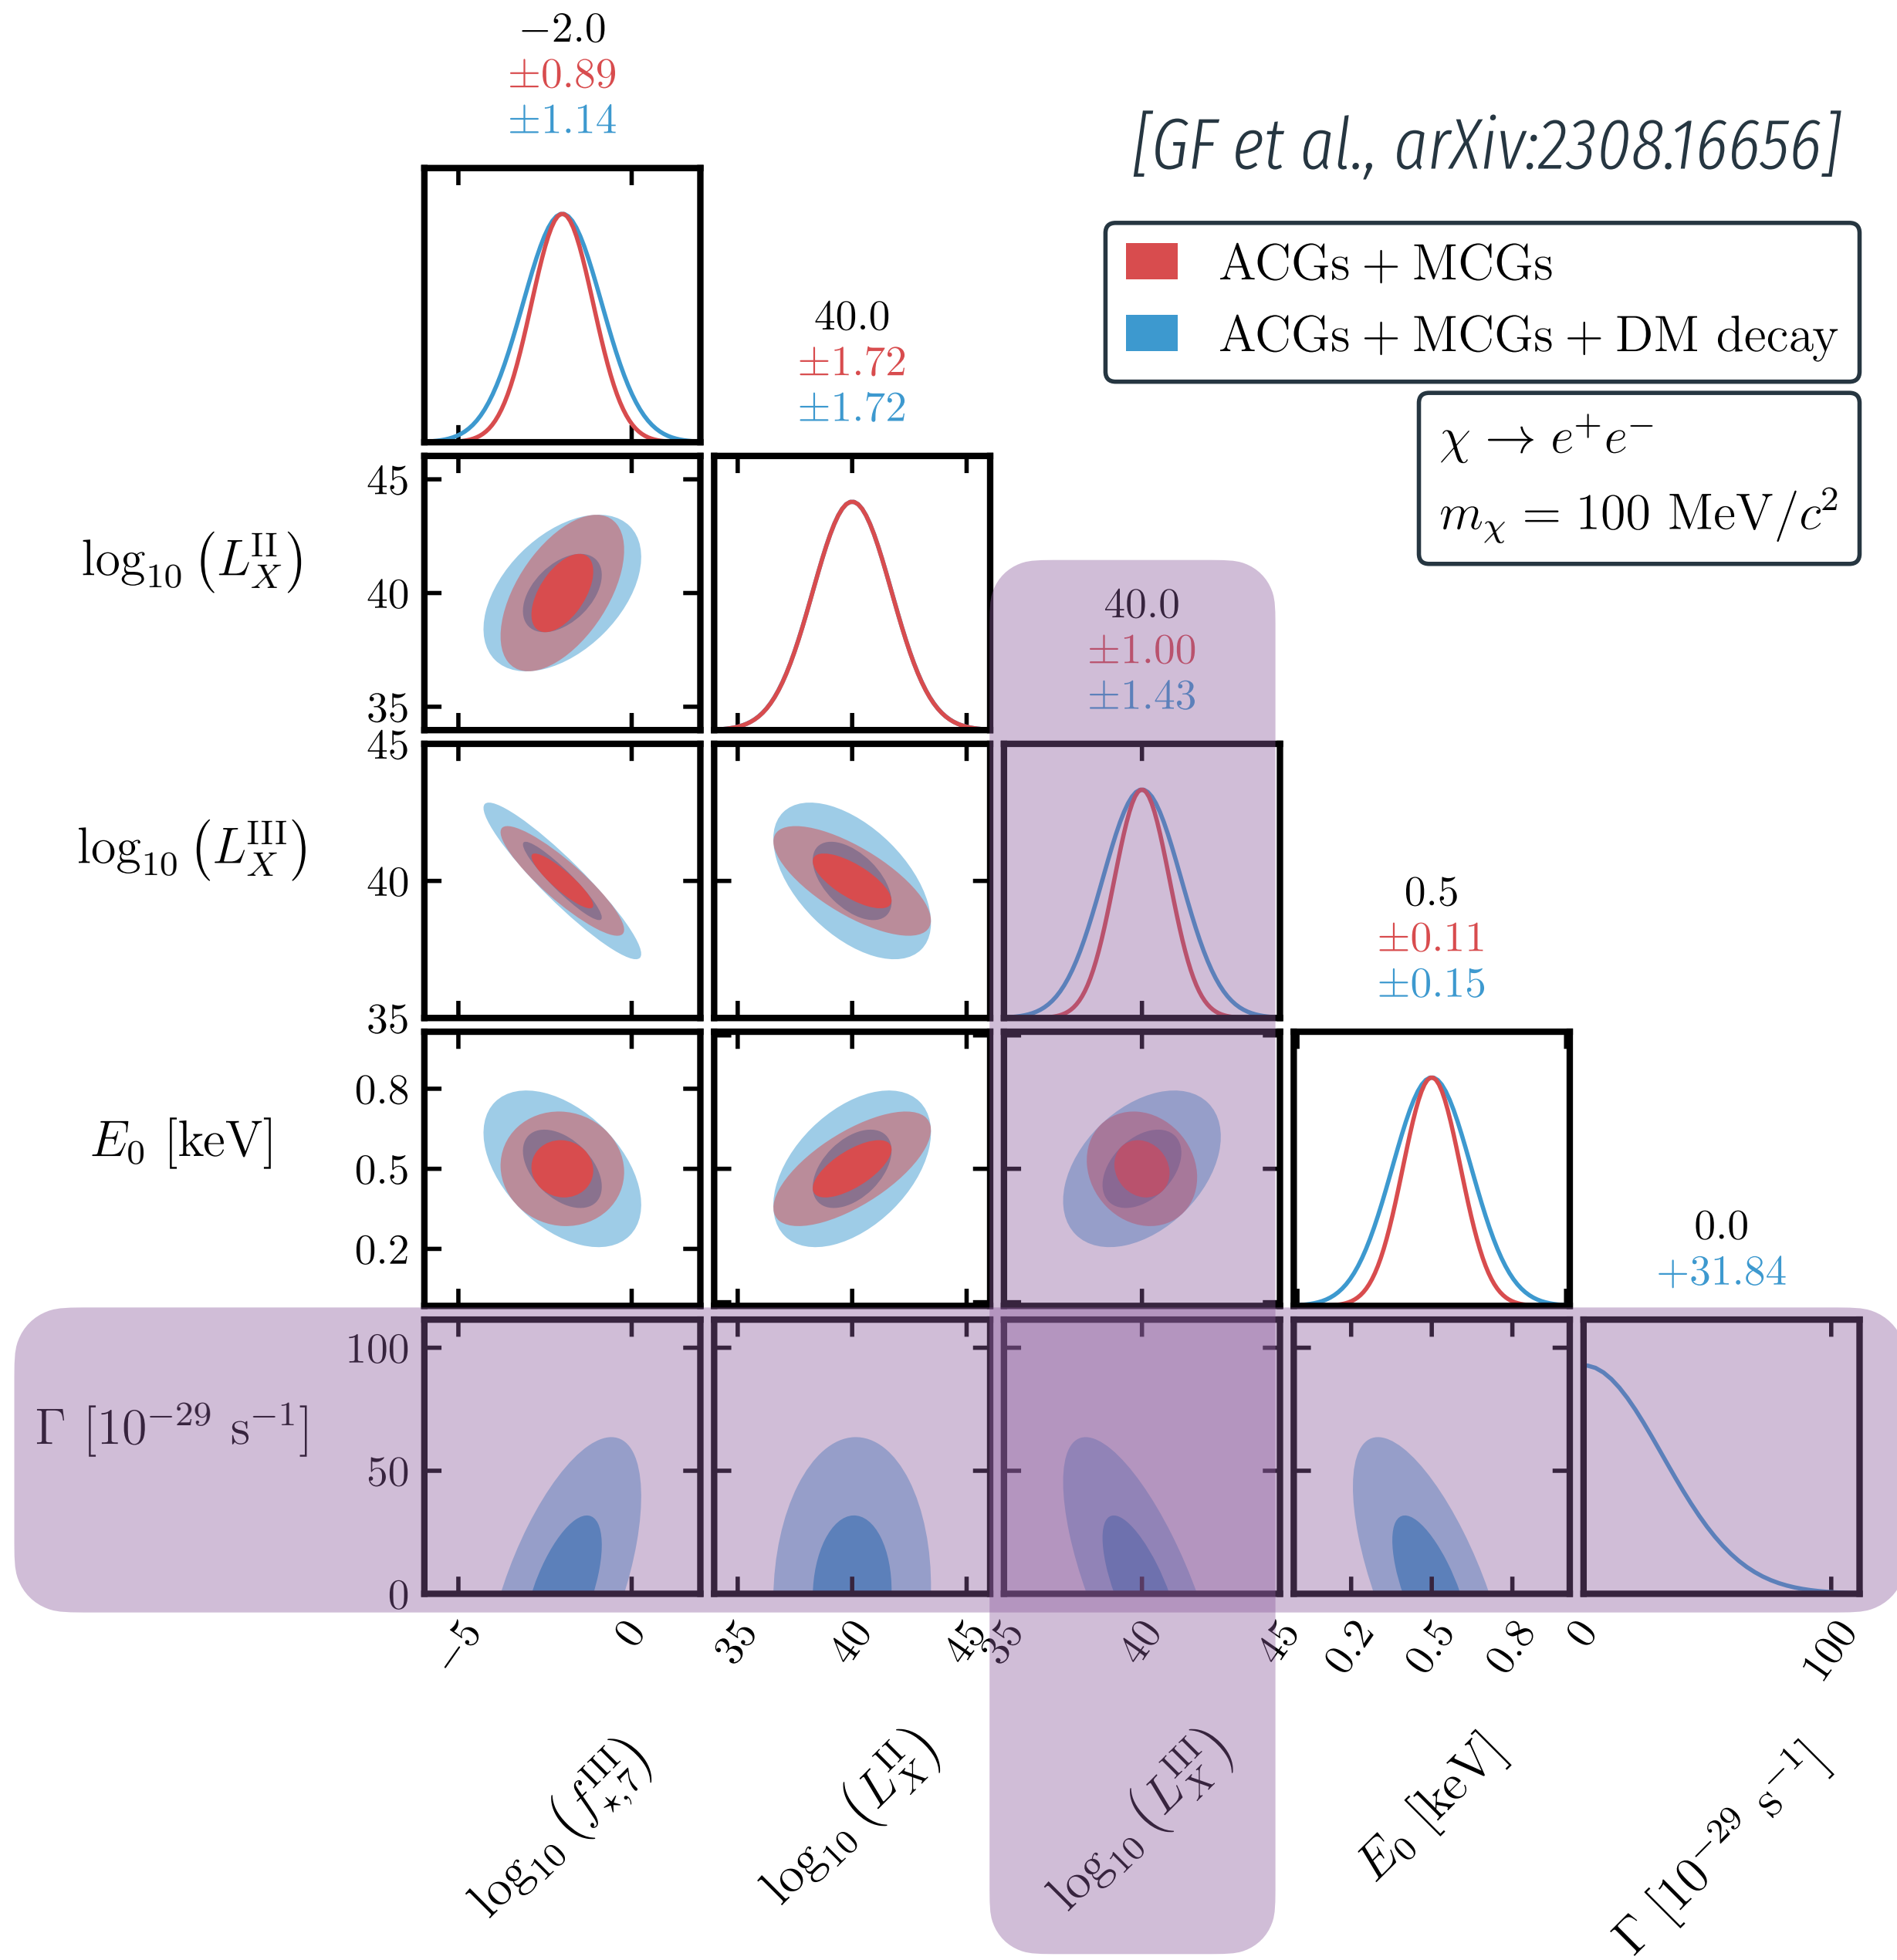 −2.0
±0.89
±1.14
[GF et al., arXiv:2308.16656]
ACGs + MCGs
ACGs + MCGs + DM decay
χ → e⁺e⁻
m_χ = 100 MeV/c²
40.0
±1.72
±1.72
log₁₀ (L_X^II)
45
40
35
40.0
±1.00
±1.43
log₁₀ (L_X^III)
45
40
35
0.5
±0.11
±0.15
E₀ [keV]
0.8
0.5
0.2
0.0
+31.84
Γ [10⁻²⁹ s⁻¹]
100
50
0
−5 0 35 40 45 35 40 45 0.2 0.5 0.8 0 100
log₁₀ (f_⋆,7^III)
log₁₀ (L_X^II)
log₁₀ (L_X^III)
E₀ [keV]
Γ [10⁻²⁹ s⁻¹]